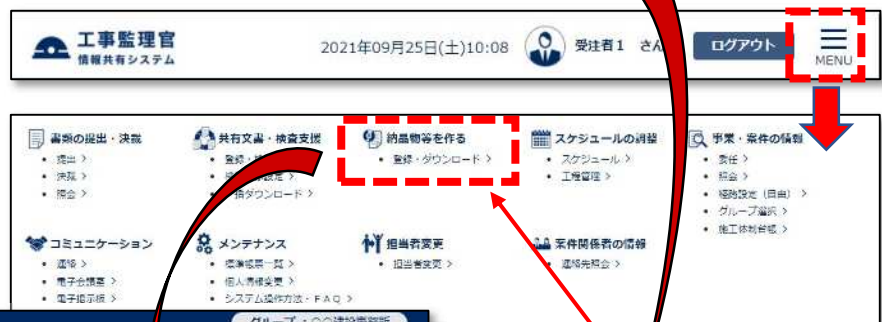 工事監理官
情報共有システム
2021年09月25日(土)10:08
受注者1 さん
ログアウト
MENU
書類の提出・決裁
• 提出 >
• 決裁 >
• 照会 >
共有文書・検査支援
• 登録・
ダウンロード >
納品物等を作る
• 登録・ダウンロード >
スケジュールの調整
• スケジュール >
• 工程管理 >
事業・案件の情報
• 委任 >
• 照会 >
• 経路設定（自由） >
• グループ選択 >
• 施工体制台帳 >
コミュニケーション
• 連絡 >
• 電子会議室 >
• 電子掲示板 >
メンテナンス
• 標準帳票一覧 >
• 個人情報変更 >
• システム操作方法・FAQ >
担当者変更
• 担当者変更 >
案件関係者の情報
• 連絡先照会 >